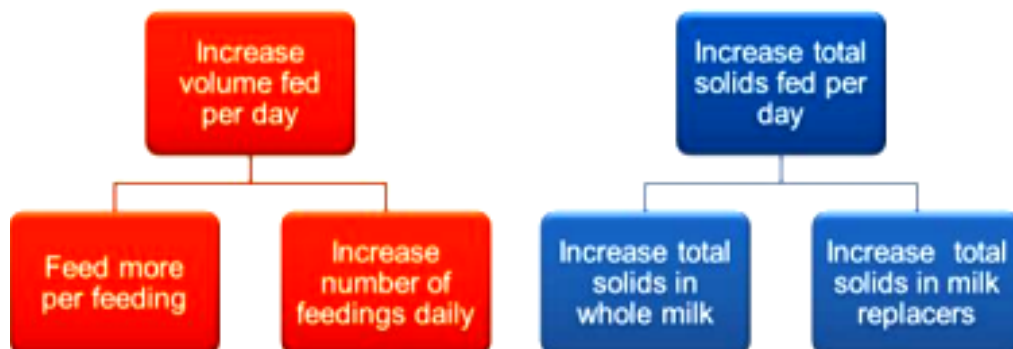 Increase
volume fed
per day
Increase total
solids fed per
day
Feed more
per feeding
Increase
number of
feedings daily
Increase total
solids in
whole milk
Increase total
solids in milk
replacers